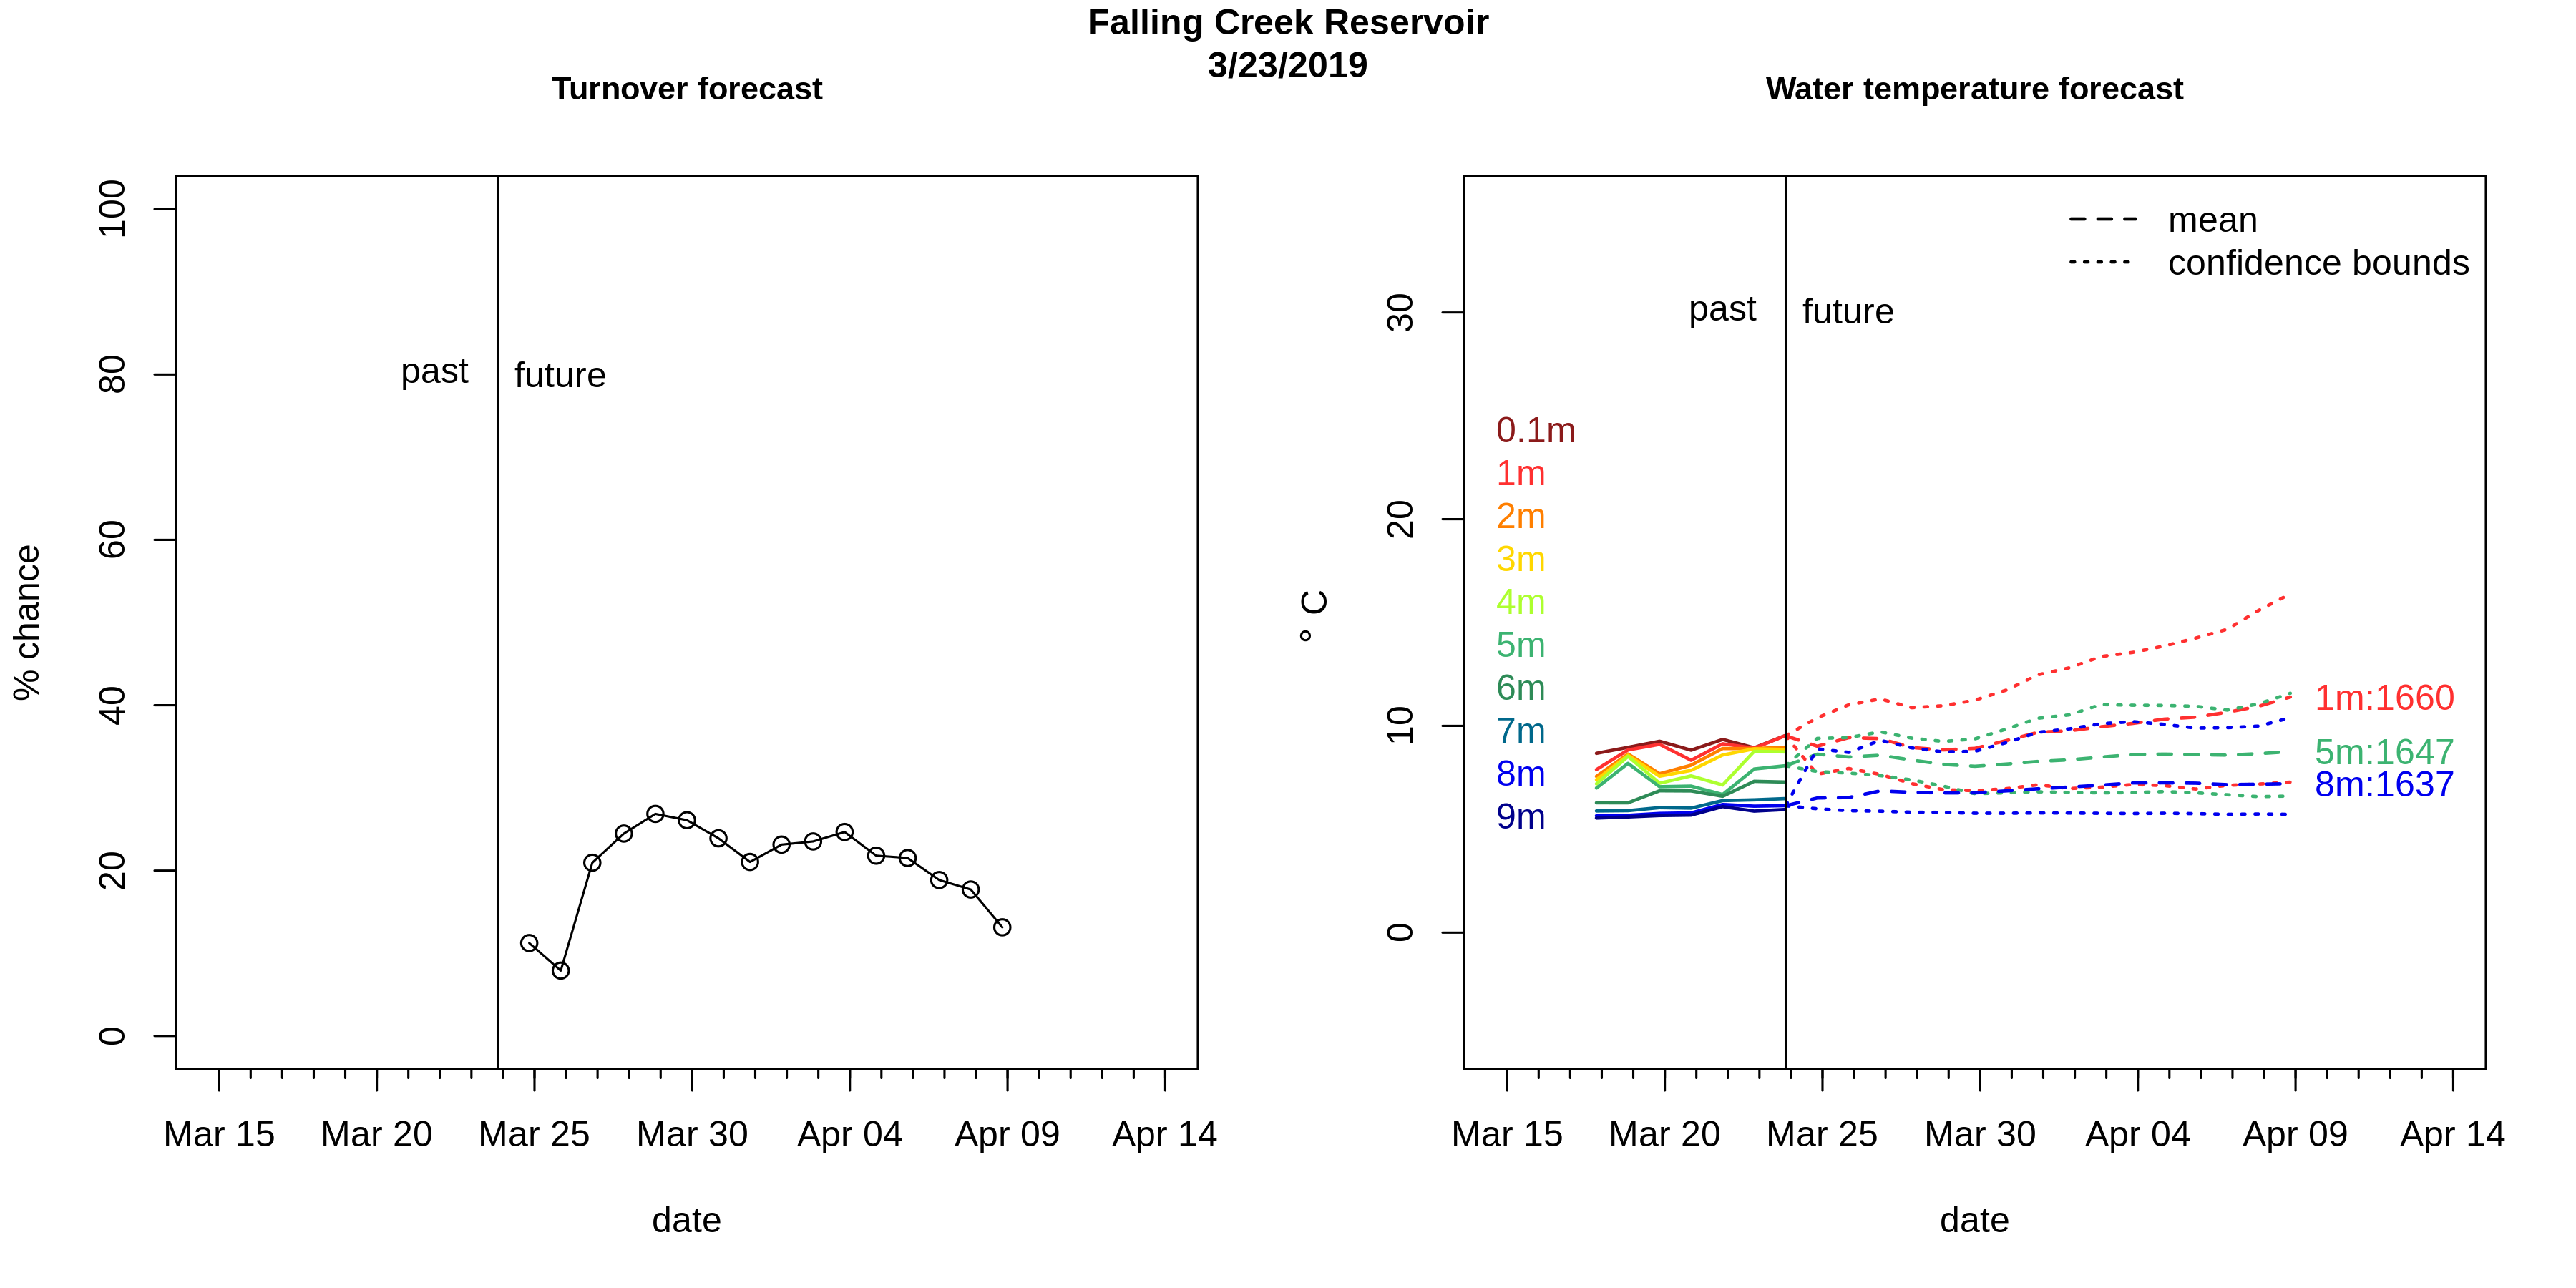 Falling Creek Reservoir
3/23/2019
Turnover forecast
% chance
100
80
60
40
20
0
past
future
Mar 15 Mar 20 Mar 25 Mar 30 Apr 04 Apr 09 Apr 14
date
Water temperature forecast
° C
30
20
10
0
mean
confidence bounds
past
future
0.1m
1m
2m
3m
4m
5m
6m
7m
8m
9m
1m:1660
5m:1647
8m:1637
Mar 15 Mar 20 Mar 25 Mar 30 Apr 04 Apr 09 Apr 14
date